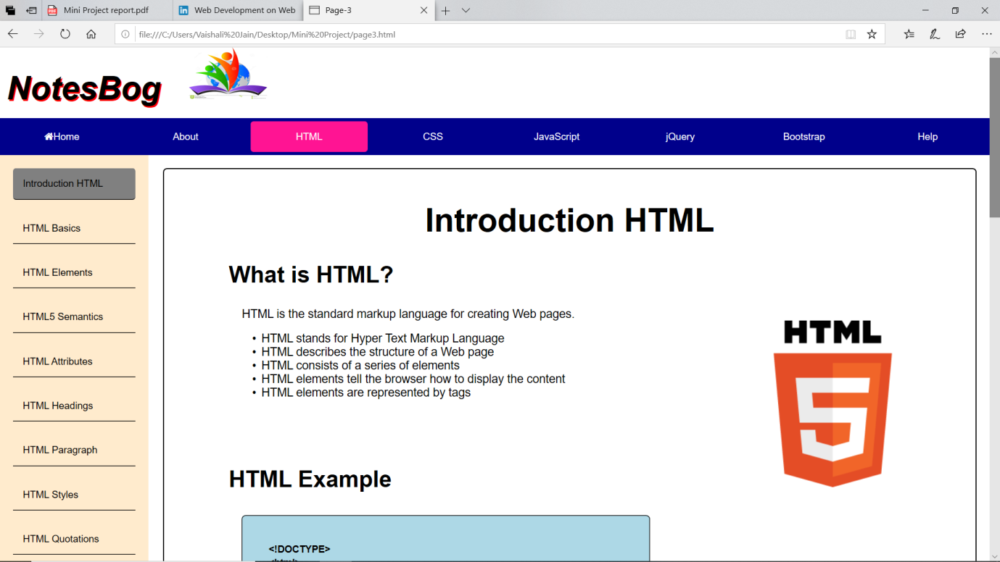 Mini Project report.pdf
Web Development on Web
Page-3
file:///C:/Users/Vaishali%20Jain/Desktop/Mini%20Project/page3.html
NotesBog
Home About HTML CSS JavaScript jQuery Bootstrap Help
Introduction HTML
HTML Basics
HTML Elements
HTML5 Semantics
HTML Attributes
HTML Headings
HTML Paragraph
HTML Styles
HTML Quotations
Introduction HTML
What is HTML?
HTML is the standard markup language for creating Web pages.
• HTML stands for Hyper Text Markup Language
• HTML describes the structure of a Web page
• HTML consists of a series of elements
• HTML elements tell the browser how to display the content
• HTML elements are represented by tags
HTML
5
HTML Example
<!DOCTYPE>